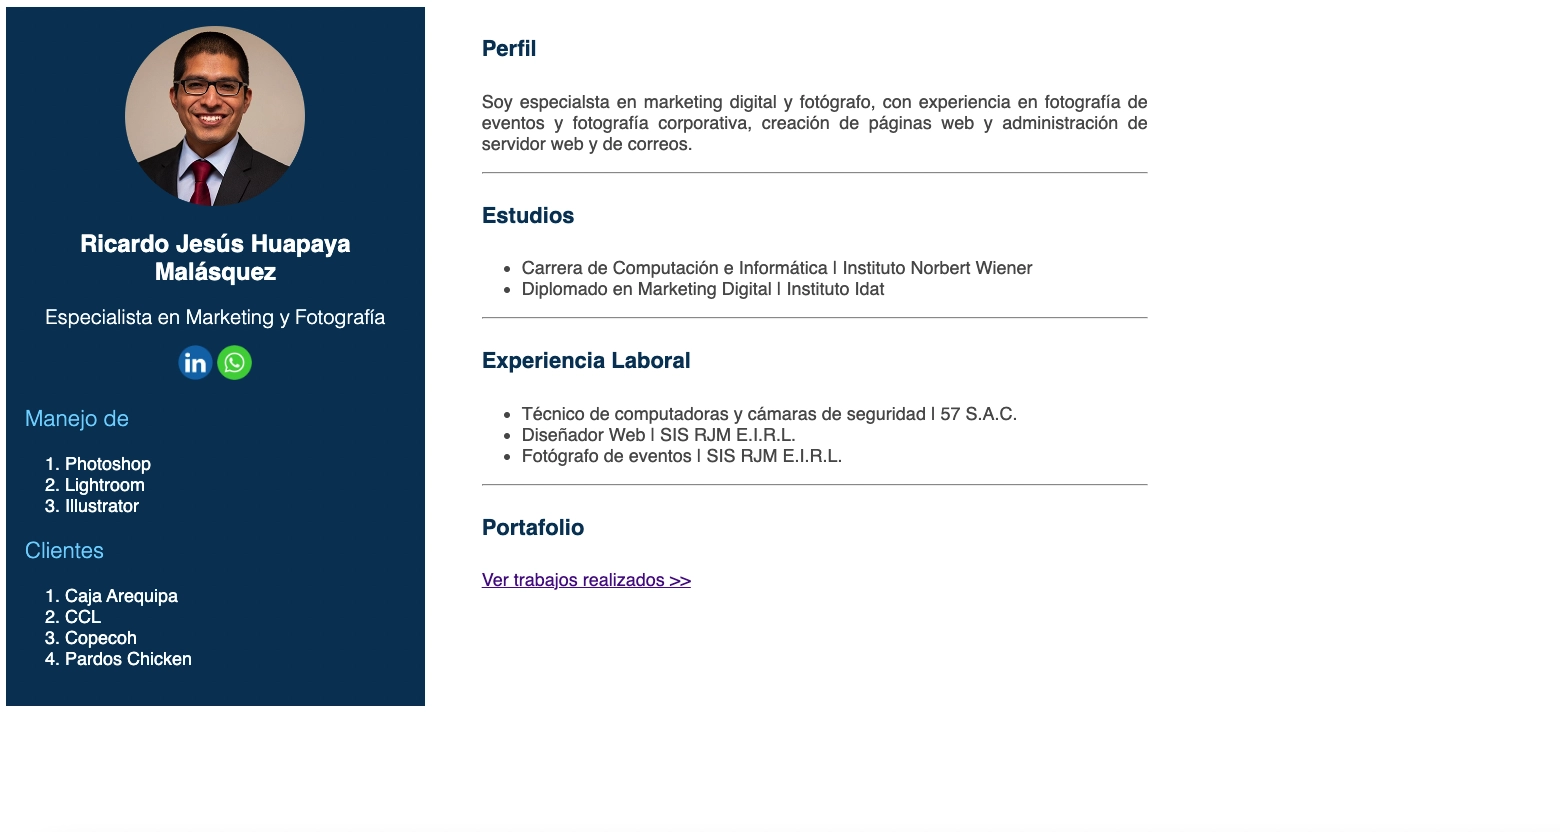 Ricardo Jesús Huapaya
Malásquez
Especialista en Marketing y Fotografía
in
Manejo de
1. Photoshop
2. Lightroom
3. Illustrator
Clientes
1. Caja Arequipa
2. CCL
3. Copecoh
4. Pardos Chicken
Perfil
Soy especialsta en marketing digital y fotógrafo, con experiencia en fotografía de
eventos y fotografía corporativa, creación de páginas web y administración de
servidor web y de correos.
Estudios
• Carrera de Computación e Informática | Instituto Norbert Wiener
• Diplomado en Marketing Digital | Instituto Idat
Experiencia Laboral
• Técnico de computadoras y cámaras de seguridad | 57 S.A.C.
• Diseñador Web | SIS RJM E.I.R.L.
• Fotógrafo de eventos | SIS RJM E.I.R.L.
Portafolio
Ver trabajos realizados >>